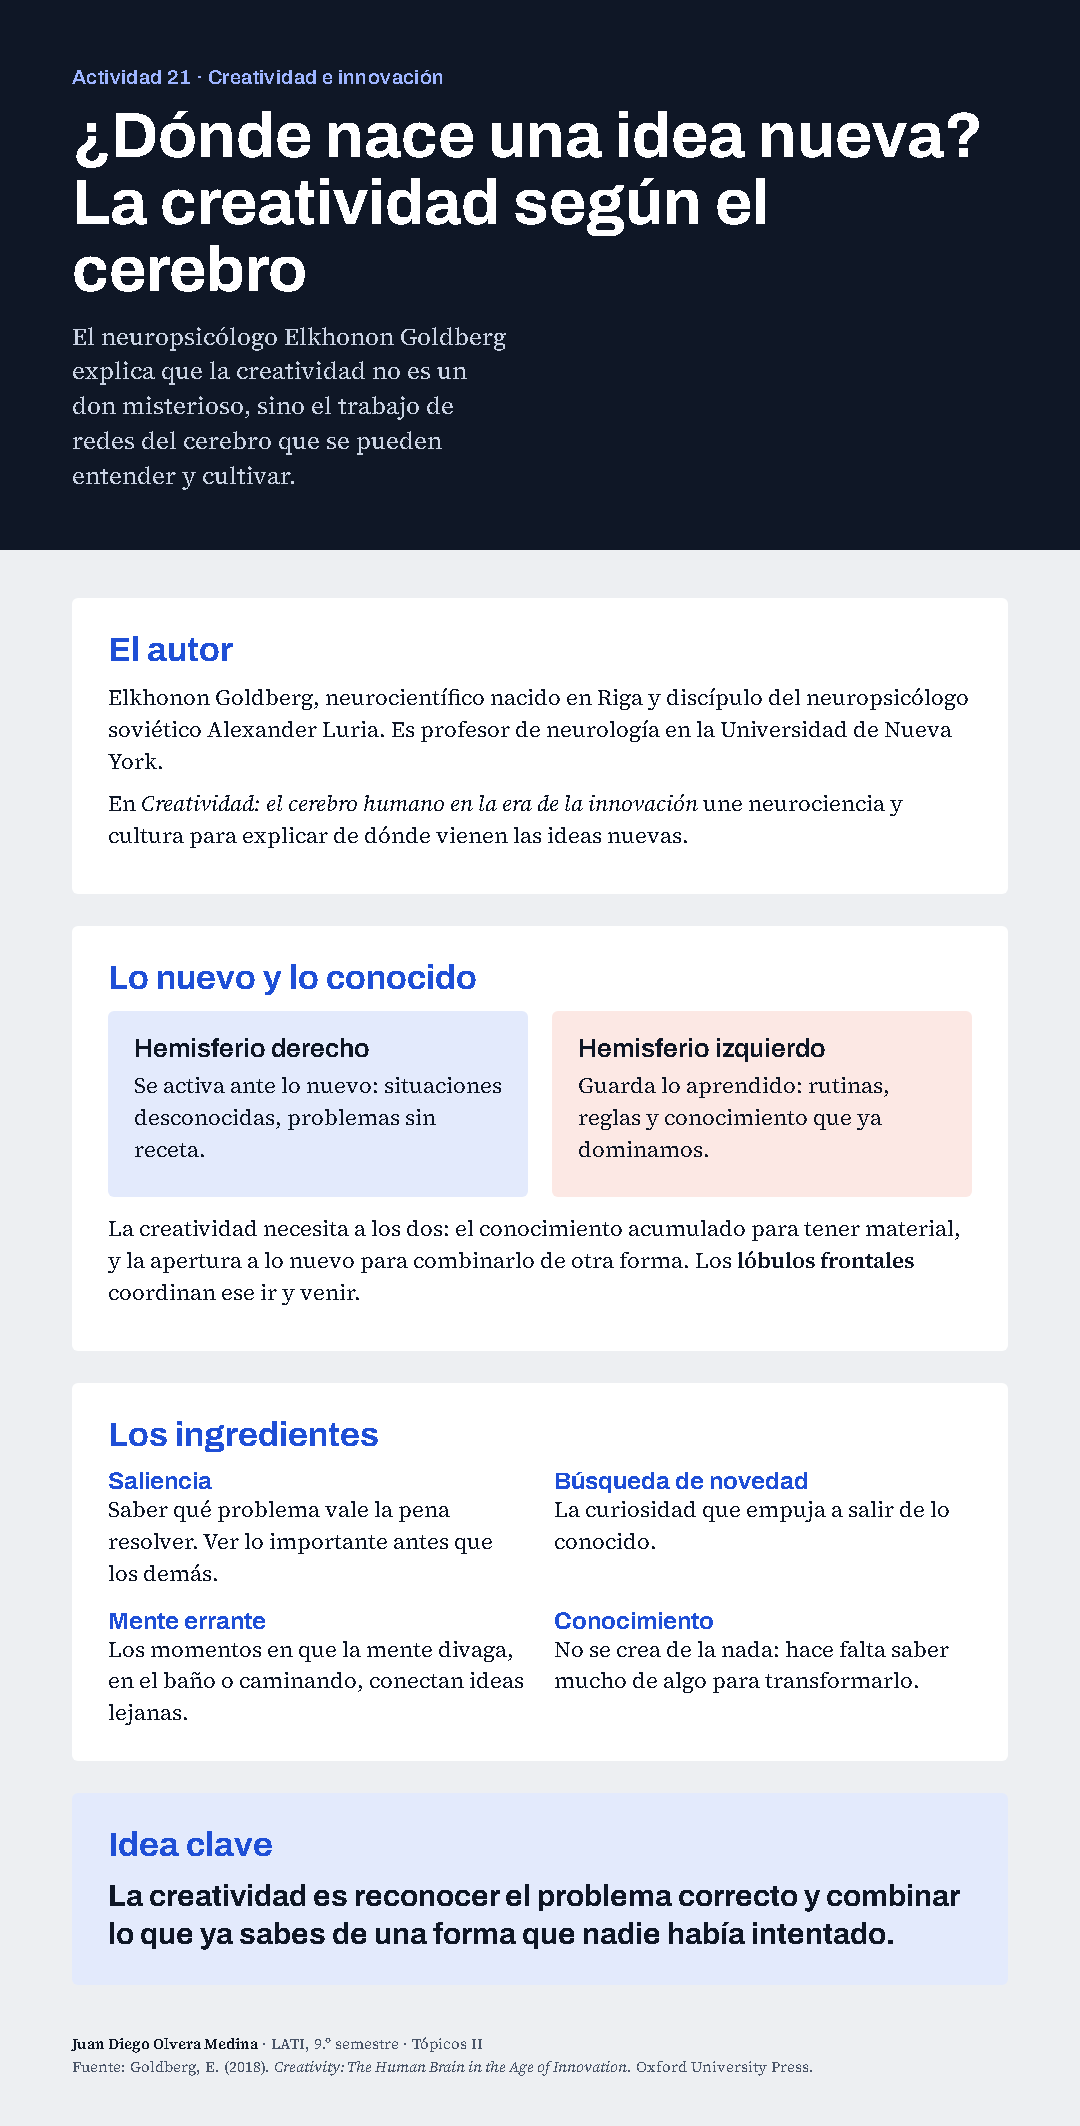 Actividad 21 · Creatividad e innovación
¿Dónde nace una idea nueva?
La creatividad según el
cerebro
El neuropsicólogo Elkhonon Goldberg
explica que la creatividad no es un
don misterioso, sino el trabajo de
redes del cerebro que se pueden
entender y cultivar.
El autor
Elkhonon Goldberg, neurocientífico nacido en Riga y discípulo del neuropsicólogo
soviético Alexander Luria. Es profesor de neurología en la Universidad de Nueva
York.
En Creatividad: el cerebro humano en la era de la innovación une neurociencia y
cultura para explicar de dónde vienen las ideas nuevas.
Lo nuevo y lo conocido
Hemisferio derecho
Se activa ante lo nuevo: situaciones
desconocidas, problemas sin
receta.
Hemisferio izquierdo
Guarda lo aprendido: rutinas,
reglas y conocimiento que ya
dominamos.
La creatividad necesita a los dos: el conocimiento acumulado para tener material,
y la apertura a lo nuevo para combinarlo de otra forma. Los lóbulos frontales
coordinan ese ir y venir.
Los ingredientes
Saliencia
Saber qué problema vale la pena
resolver. Ver lo importante antes que
los demás.
Búsqueda de novedad
La curiosidad que empuja a salir de lo
conocido.
Mente errante
Los momentos en que la mente divaga,
en el baño o caminando, conectan ideas
lejanas.
Conocimiento
No se crea de la nada: hace falta saber
mucho de algo para transformarlo.
Idea clave
La creatividad es reconocer el problema correcto y combinar
lo que ya sabes de una forma que nadie había intentado.
Juan Diego Olvera Medina · LATI, 9.º semestre · Tópicos II
Fuente: Goldberg, E. (2018). Creativity: The Human Brain in the Age of Innovation. Oxford University Press.